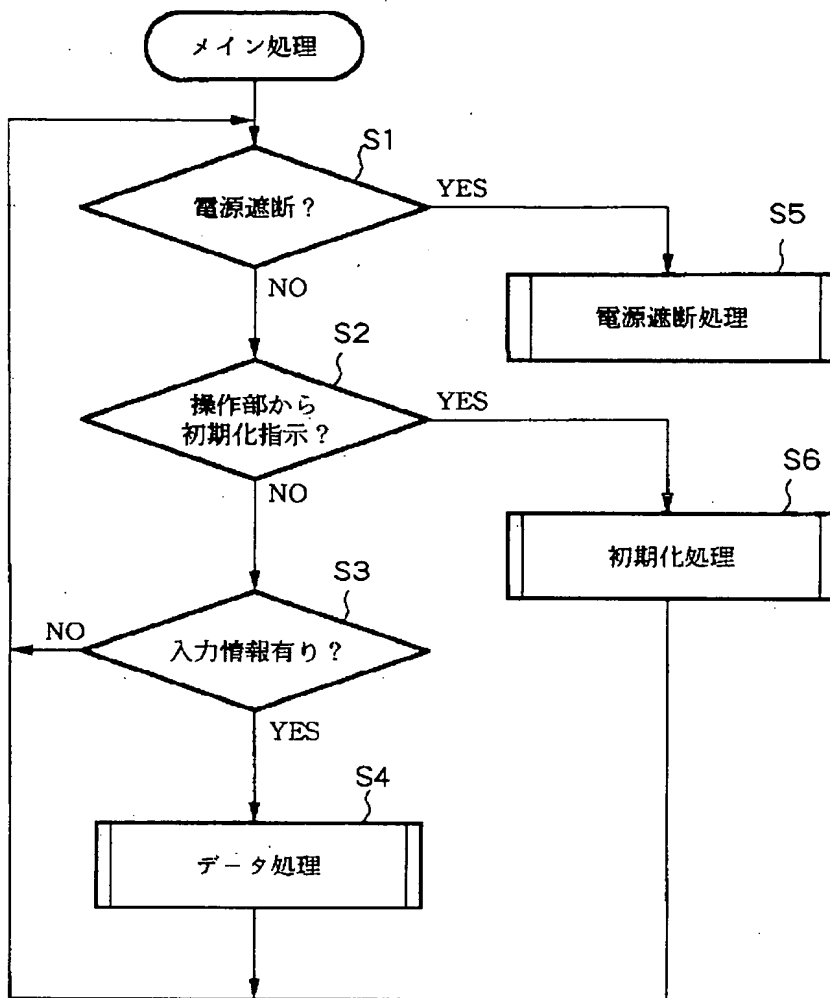 メイン処理
S1
電源遮断？
YES
NO
S5
電源遮断処理
S2
操作部から
初期化指示？
YES
NO
S6
初期化処理
S3
入力情報有り？
NO
YES
S4
データ処理